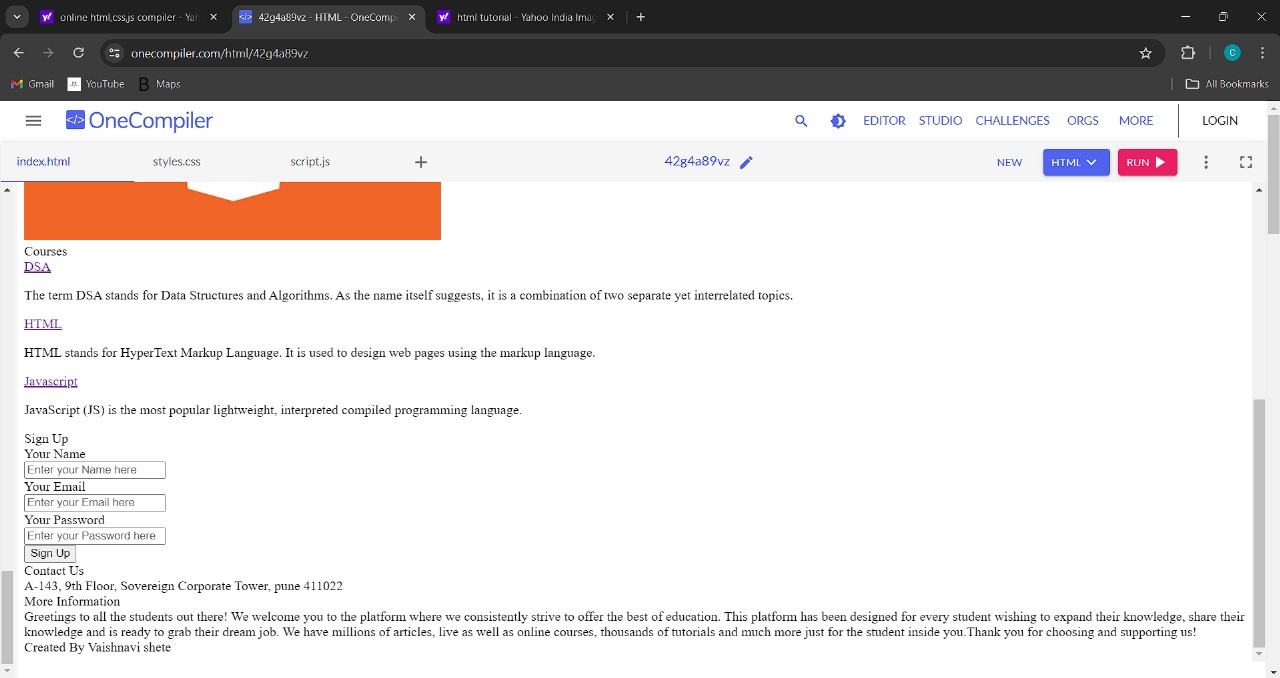 online html,css,js compiler - Yah
42g4a89vz - HTML - OneCompi
html tutorial - Yahoo India Imag
onecompiler.com/html/42g4a89vz
C
Gmail YouTube B Maps All Bookmarks
</> OneCompiler EDITOR STUDIO CHALLENGES ORGS MORE LOGIN
index.html styles.css script.js + 42g4a89vz NEW HTML RUN
Courses
DSA
The term DSA stands for Data Structures and Algorithms. As the name itself suggests, it is a combination of two separate yet interrelated topics.
HTML
HTML stands for HyperText Markup Language. It is used to design web pages using the markup language.
Javascript
JavaScript (JS) is the most popular lightweight, interpreted compiled programming language.
Sign Up
Your Name
Enter your Name here
Your Email
Enter your Email here
Your Password
Enter your Password here
Sign Up
Contact Us
A-143, 9th Floor, Sovereign Corporate Tower, pune 411022
More Information
Greetings to all the students out there! We welcome you to the platform where we consistently strive to offer the best of education. This platform has been designed for every student wishing to expand their knowledge, share their
knowledge and is ready to grab their dream job. We have millions of articles, live as well as online courses, thousands of tutorials and much more just for the student inside you.Thank you for choosing and supporting us!
Created By Vaishnavi shete